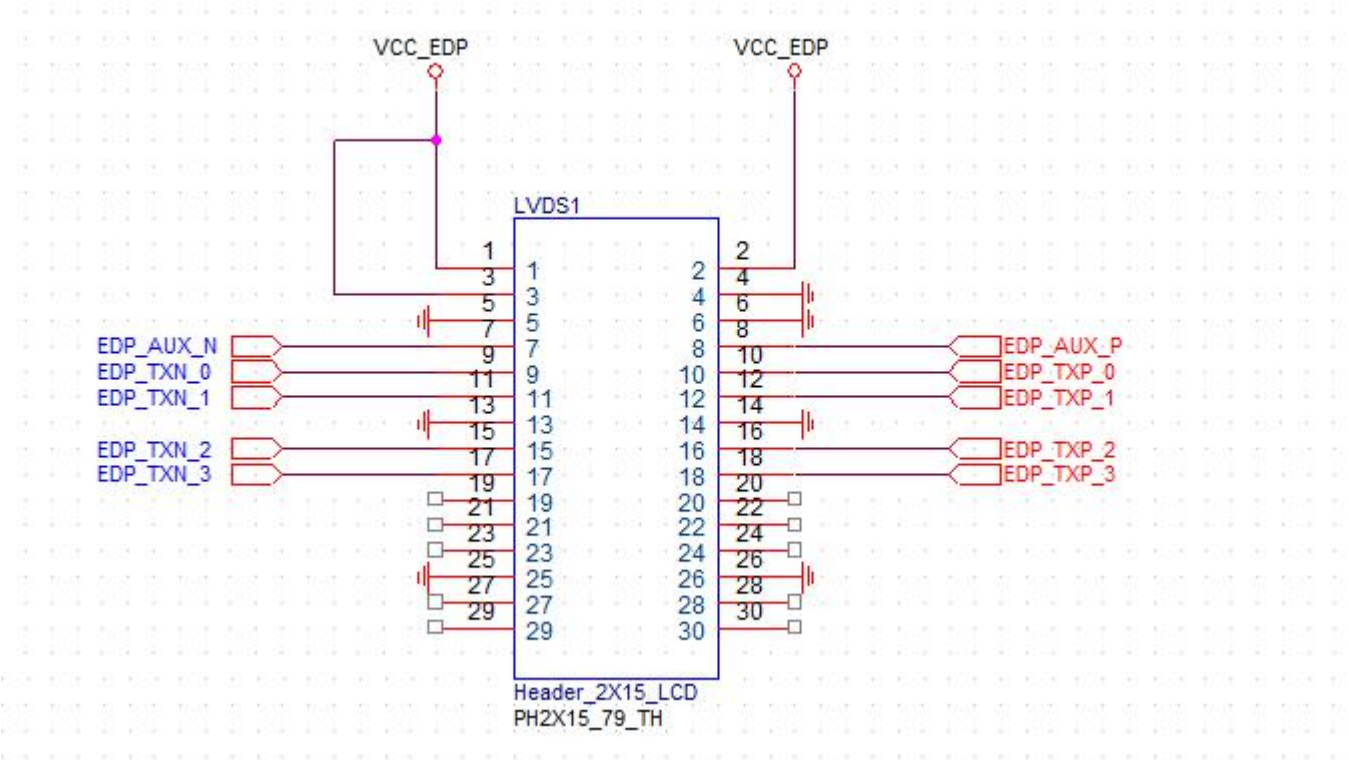 VCC_EDP VCC_EDP
LVDS1
1 1 2 2
3 3 4 4
5 5 6 6
EDP_AUX_N 7 7 8 8 EDP_AUX_P
EDP_TXN_0 9 9 10 10 EDP_TXP_0
EDP_TXN_1 11 11 12 12 EDP_TXP_1
13 13 14 14
EDP_TXN_2 15 15 16 16 EDP_TXP_2
EDP_TXN_3 17 17 18 18 EDP_TXP_3
19 19 20 20
21 21 22 22
23 23 24 24
25 25 26 26
27 27 28 28
29 29 30 30
Header_2X15_LCD
PH2X15_79_TH